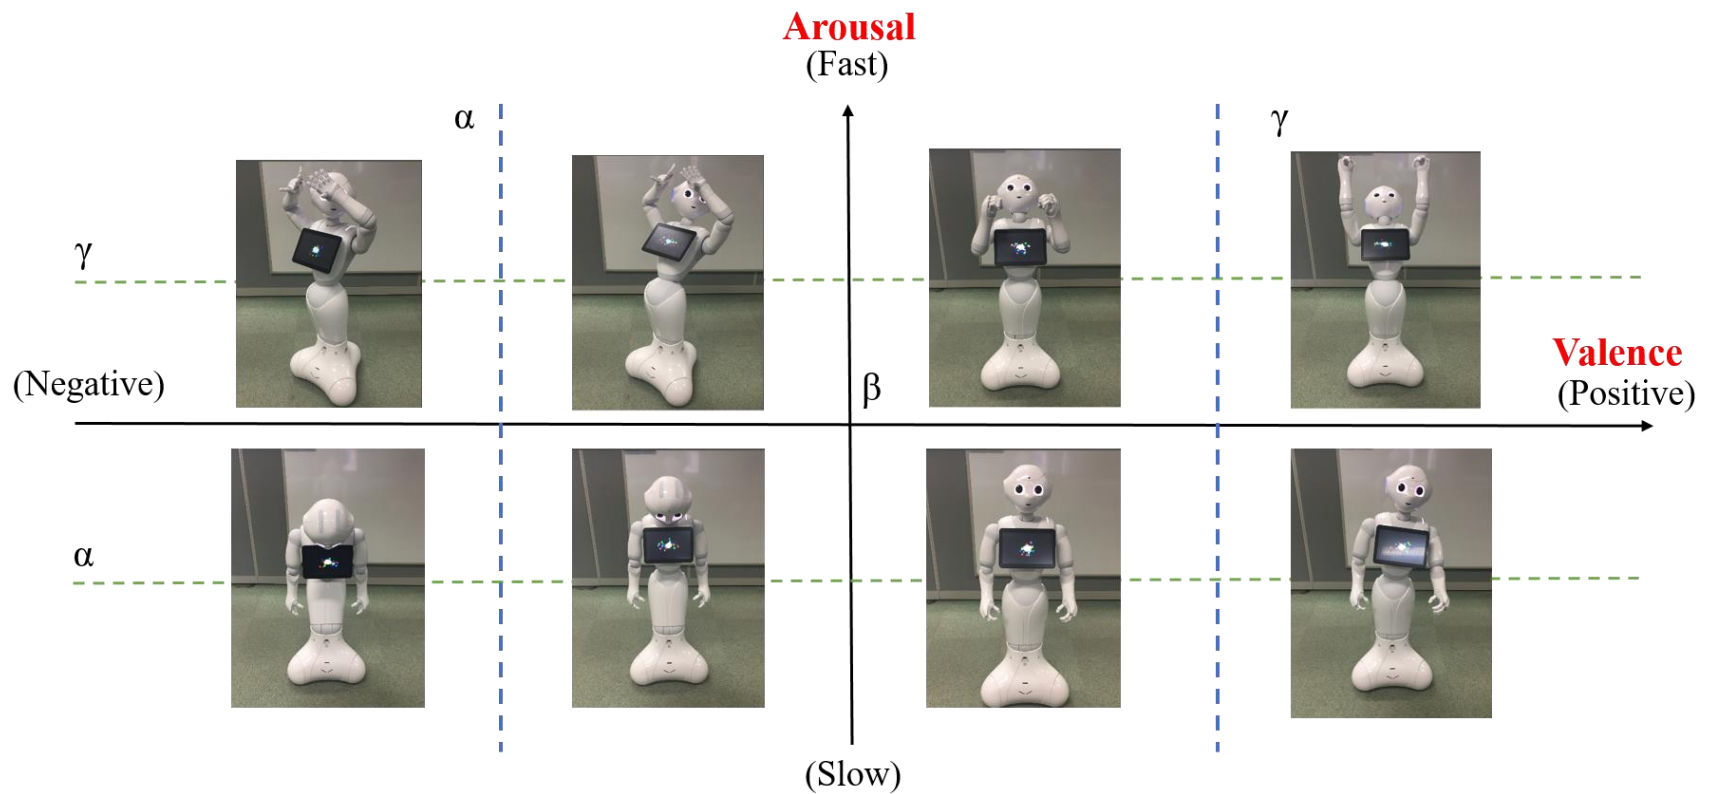 Arousal
(Fast)
α
γ
γ
Valence
(Negative)
β
(Positive)
α
(Slow)